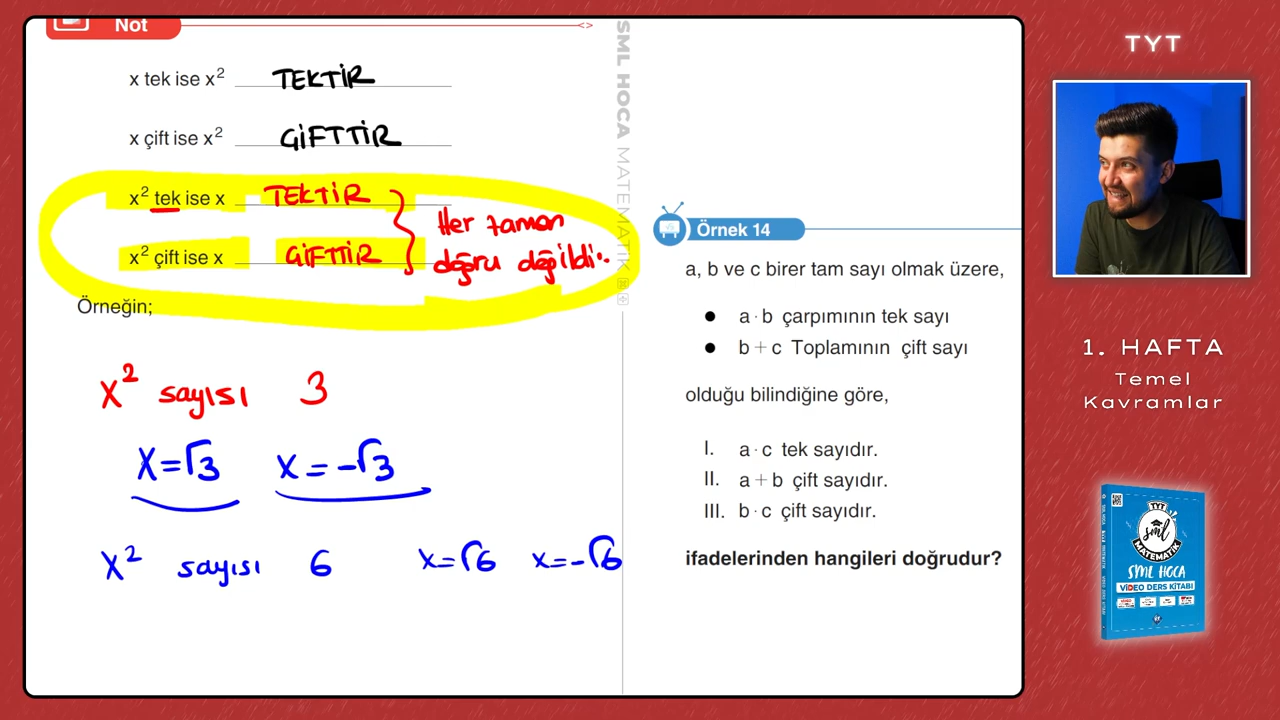 Not
x tek ise x² TEKTİR
x çift ise x² ÇİFTTİR
x² tek ise x TEKTİR
x² çift ise x ÇİFTTİR
Her zaman
doğru değildir.
Örneğin;
x² sayısı 3
x=√3 x=-√3
x² sayısı 6 x=√6 x=-√6
SML HOCA MATEMATİK
Örnek 14
a, b ve c birer tam sayı olmak üzere,
● a · b çarpımının tek sayı
● b + c Toplamının çift sayı
olduğu bilindiğine göre,
I. a · c tek sayıdır.
II. a + b çift sayıdır.
III. b · c çift sayıdır.
ifadelerinden hangileri doğrudur?
TYT
1. HAFTA
Temel
Kavramlar
TYT
sml
MATEMATİK
SML HOCA
VİDEO DERS KİTABI